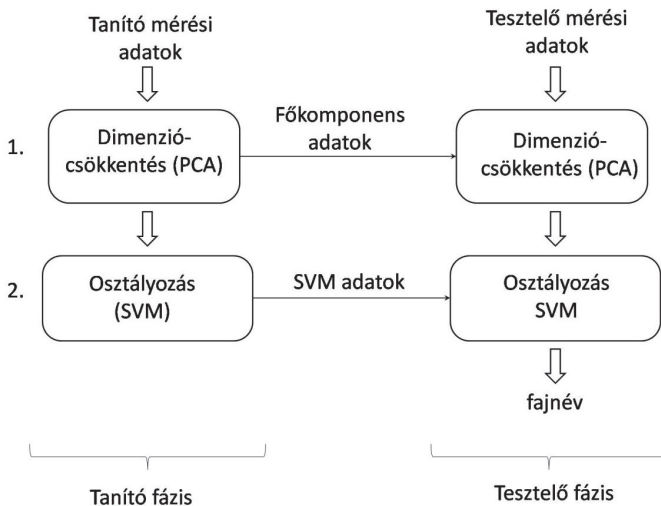 Tanító mérési
adatok
Tesztelő mérési
adatok
1.
Dimenzió-
csökkentés (PCA)
Főkomponens
adatok
Dimenzió-
csökkentés (PCA)
2.
Osztályozás
(SVM)
SVM adatok
Osztályozás
SVM
fajnév
Tanító fázis
Tesztelő fázis